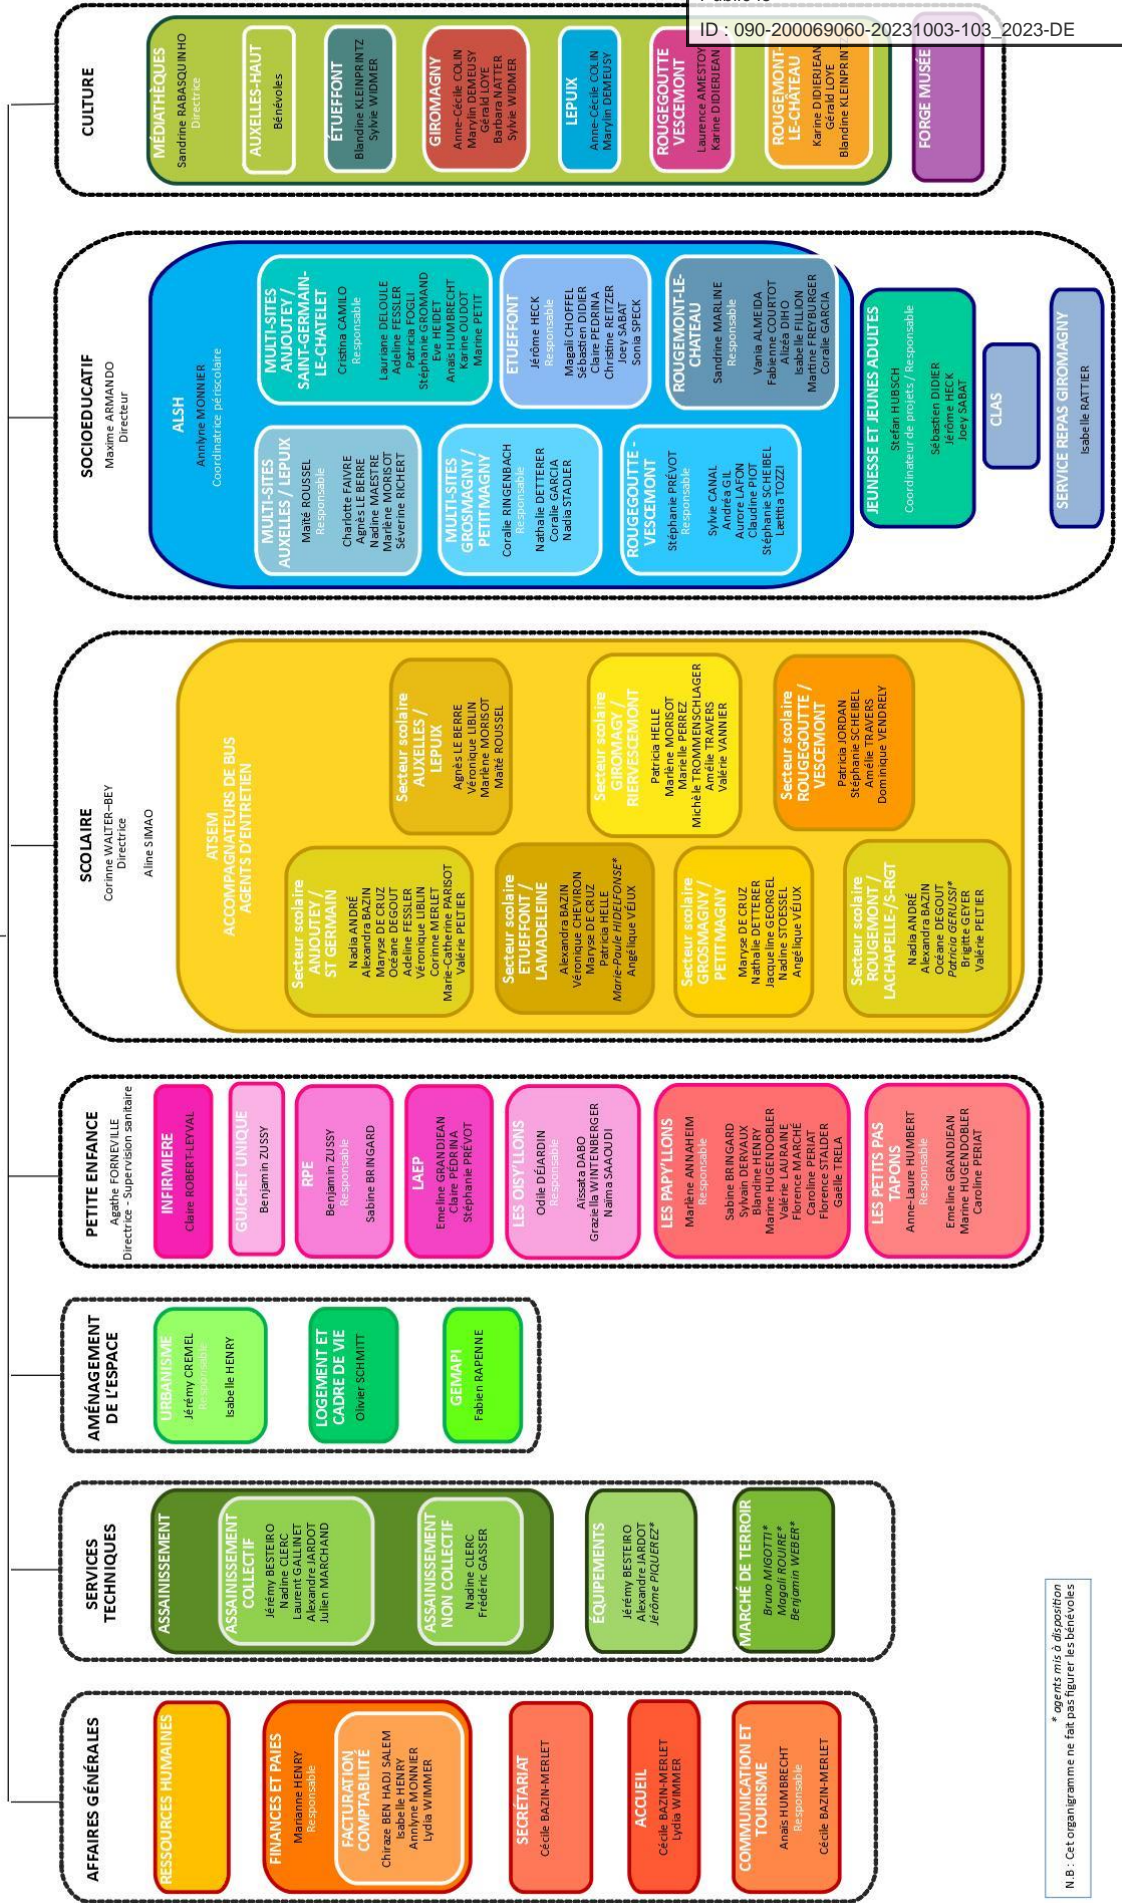 Publié le
ID : 090-200069060-20231003-103_2023-DE
AFFAIRES GÉNÉRALES
RESSOURCES HUMAINES
FINANCES ET PAIES
Marianne HENRY
Responsable
FACTURATION
COMPTABILITÉ
Chiraze BEN HADJ SALEM
Isabelle HENRY
Annlyne MONNIER
Lydia WIMMER
SECRÉTARIAT
Cécile BAZIN-MERLET
ACCUEIL
Cécile BAZIN-MERLET
Lydia WIMMER
COMMUNICATION ET
TOURISME
Anaïs HUMBRECHT
Responsable
Cécile BAZIN-MERLET
SERVICES
TECHNIQUES
ASSAINISSEMENT
ASSAINISSEMENT
COLLECTIF
Jérémy BESTEIRO
Nadine CLERC
Laurent GALLINET
Alexandre JARDOT
Julien MARCHAND
ASSAINISSEMENT
NON COLLECTIF
Nadine CLERC
Frédéric GASSER
ÉQUIPEMENTS
Jérémy BESTEIRO
Alexandre JARDOT
Jérôme PIQUEREZ*
MARCHÉ DE TERROIR
Bruno MIGOTTI*
Magali ROUIRE*
Benjamin WEBER*
AMÉNAGEMENT
DE L'ESPACE
URBANISME
Jérémy CREMEL
Responsable
Isabelle HENRY
LOGEMENT ET
CADRE DE VIE
Olivier SCHMITT
GEMAPI
Fabien RAPENNE
PETITE ENFANCE
Agathe FORNEVILLE
Directrice - Supervision sanitaire
INFIRMIERE
Claire ROBERT-LEYVAL
GUICHET UNIQUE
Benjamin ZUSSY
RPE
Benjamin ZUSSY
Responsable
Sabine BRINGARD
LAEP
Emeline GRANDJEAN
Claire PEDRINA
Stéphanie PRÉVOT
LES OISY'LLONS
Odile DÉJARDIN
Responsable
Aïssata DABO
Graziella WINTENBERGER
Naïma SAAOUDI
LES PAPY'LLONS
Marlène ANNAHEIM
Responsable
Sabine BRINGARD
Sylvain DERVAUX
Blandine HENRY
Marine HUGENDOBLER
Valérie LAURAINE
Florence MARCHÉ
Caroline PERIAT
Florence STALDER
Gaëlle TRELA
LES PETITS PAS
TAPONS
Anne-Laure HUMBERT
Responsable
Emeline GRANDJEAN
Marine HUGENDOBLER
Caroline PERIAT
SCOLAIRE
Corinne WALTER–BEY
Directrice
Aline SIMAO
ATSEM
ACCOMPAGNATEURS DE BUS
AGENTS D'ENTRETIEN
Secteur scolaire
ANJOUTEY /
ST GERMAIN
Nadia ANDRÉ
Alexandra BAZIN
Maryse DE CRUZ
Océane DEGOUT
Adeline FESSLER
Véronique LIBLIN
Corinne MERLET
Marie-Catherine PARISOT
Valérie PELTIER
Secteur scolaire
ETUEFFONT /
LAMADELEINE
Alexandra BAZIN
Véronique CHEVIRON
Maryse DE CRUZ
Patricia HELLE
Marie-Paule HIDELFONSE*
Angélique VÉJUX
Secteur scolaire
GROSMAGNY /
PETITMAGNY
Maryse DE CRUZ
Nathalie DETTERER
Jacqueline GEORGEL
Nadine STOESSEL
Angélique VÉJUX
Secteur scolaire
ROUGEMONT /
LACHAPELLE-/S-RGT
Nadia ANDRÉ
Alexandra BAZIN
Océane DEGOUT
Patricia GERUSSI*
Brigitte GEYER
Valérie PELTIER
Secteur scolaire
AUXELLES /
LEPUIX
Agnès LE BERRE
Véronique LIBLIN
Marlène MORISOT
Maïté ROUSSEL
Secteur scolaire
GIROMAGY /
RIERVESCEMONT
Patricia HELLE
Marlène MORISOT
Marielle PERREZ
Michèle TROMMENSCHLAGER
Amélie TRAVERS
Valérie VANNIER
Secteur scolaire
ROUGEGOUTTE /
VESCEMONT
Patricia JORDAN
Stéphanie SCHEIBEL
Amélie TRAVERS
Dominique VENDRELY
SOCIOEDUCATIF
Maxime ARMANDO
Directeur
ALSH
Annlyne MONNIER
Coordinatrice périscolaire
MULTI-SITES
AUXELLES / LEPUIX
Maïté ROUSSEL
Responsable
Charlotte FAIVRE
Agnès LE BERRE
Nadine MAESTRE
Marlène MORISOT
Séverine RICHERT
MULTI-SITES
GROSMAGNY /
PETITMAGNY
Coralie RINGENBACH
Responsable
Nathalie DETTERER
Coralie GARCIA
Nadia STADLER
ROUGEGOUTTE -
VESCEMONT
Stéphanie PRÉVOT
Responsable
Sylvie CANAL
Andréa GIL
Aurore LAFON
Claudine PIOT
Stéphanie SCHEIBEL
Lætitia TOZZI
MULTI-SITES
ANJOUTEY /
SAINT-GERMAIN-
LE-CHATELET
Cristina CAMILO
Responsable
Lauriane DELOULE
Adeline FESSLER
Patricia FOGLI
Stéphanie GROMAND
Eve HEIDET
Anaïs HUMBRECHT
Karine OUDOT
Marine PETIT
ETUEFFONT
Jérôme HECK
Responsable
Magali CHOFFEL
Sébastien DIDIER
Claire PEDRINA
Christine REITZER
Joey SABAT
Sonia SPECK
ROUGEMONT-LE-
CHATEAU
Sandrine MARLINE
Responsable
Vania ALMEIDA
Fabienne COURTOT
Alizéa DIHO
Isabelle FILLION
Martine FREYBURGER
Coralie GARCIA
JEUNESSE ET JEUNES ADULTES
Stefan HUBSCH
Coordinateur de projets / Responsable
Sébastien DIDIER
Jérôme HECK
Joey SABAT
CLAS
SERVICE REPAS GIROMAGNY
Isabelle RATTIER
CULTURE
MÉDIATHÈQUES
Sandrine RABASQUINHO
Directrice
AUXELLES-HAUT
Bénévoles
ÉTUEFFONT
Blandine KLEINPRINTZ
Sylvie WIDMER
GIROMAGNY
Anne-Cécile COLIN
Marylin DEMEUSY
Gérald LOYE
Barbara NATTER
Sylvie WIDMER
LEPUIX
Anne-Cécile COLIN
Marylin DEMEUSY
ROUGEGOUTTE
VESCEMONT
Laurence AMESTOY
Karine DIDIERJEAN
ROUGEMONT-
LE-CHÂTEAU
Karine DIDIERJEAN
Gérald LOYE
Blandine KLEINPRINTZ
FORGE MUSÉE
* agents mis à disposition
N.B : Cet organigramme ne fait pas figurer les bénévoles